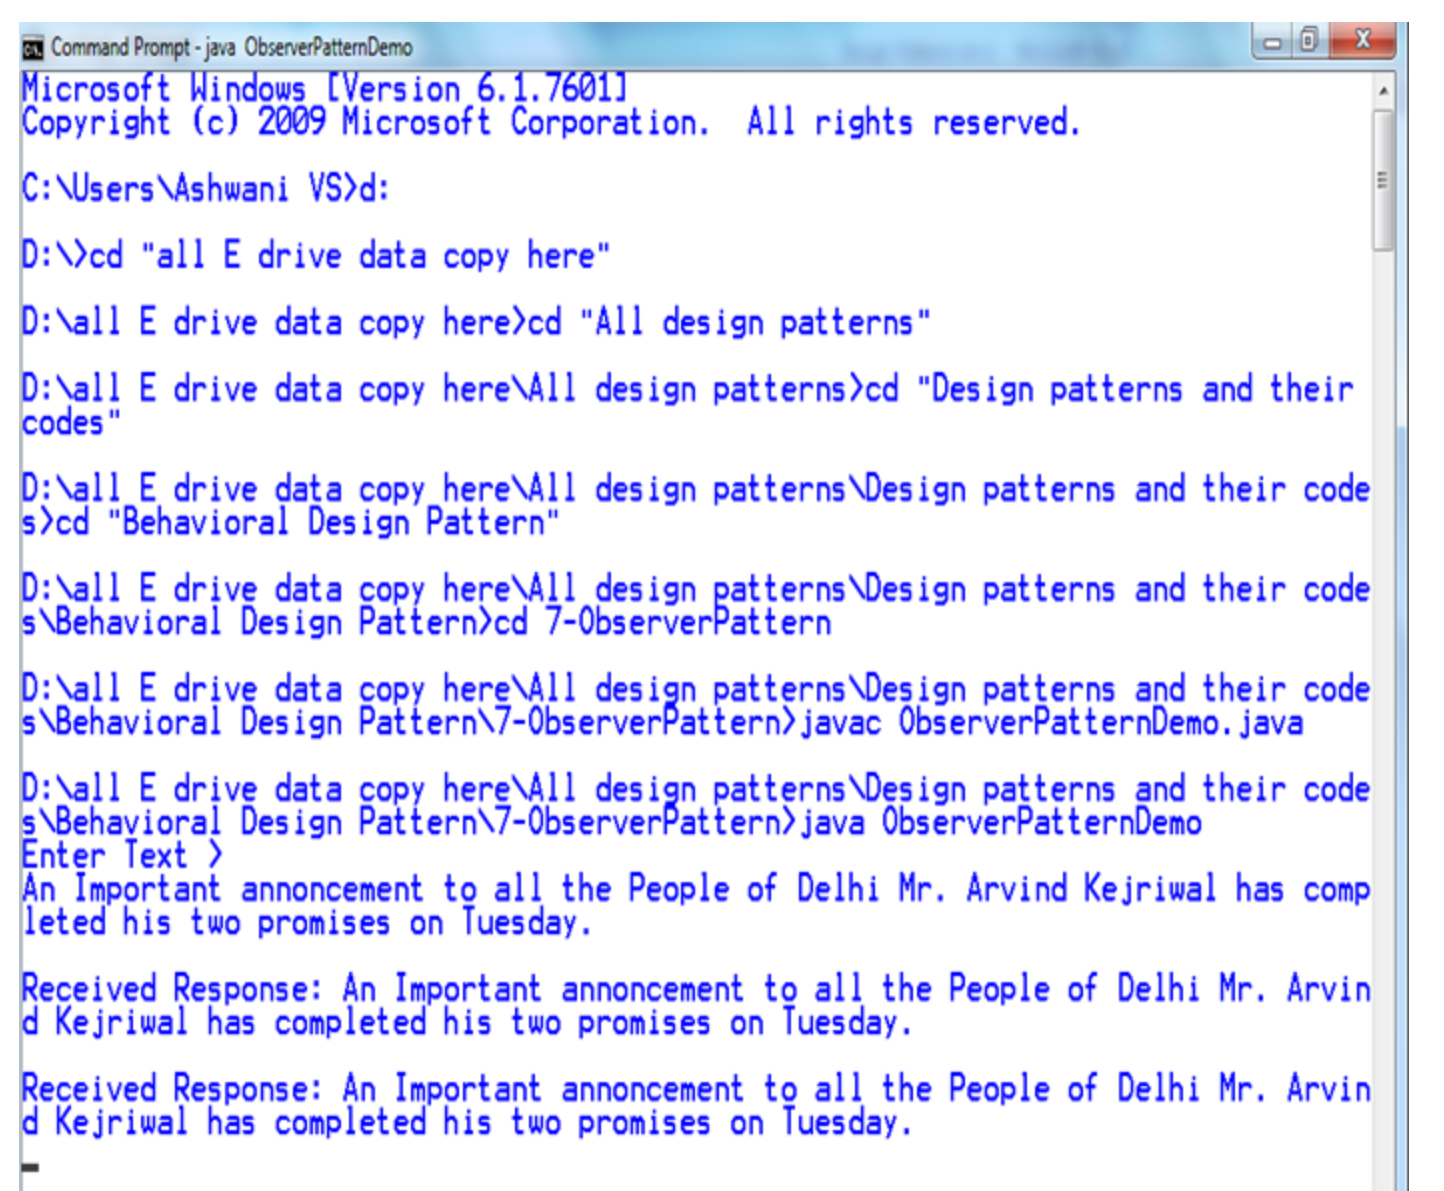 Command Prompt - java  ObserverPatternDemo
Microsoft Windows [Version 6.1.7601]
Copyright (c) 2009 Microsoft Corporation.  All rights reserved.
C:\Users\Ashwani VS>d:
D:\>cd "all E drive data copy here"
D:\all E drive data copy here>cd "All design patterns"
D:\all E drive data copy here\All design patterns>cd "Design patterns and their
codes"
D:\all E drive data copy here\All design patterns\Design patterns and their code
s>cd "Behavioral Design Pattern"
D:\all E drive data copy here\All design patterns\Design patterns and their code
s\Behavioral Design Pattern>cd 7-ObserverPattern
D:\all E drive data copy here\All design patterns\Design patterns and their code
s\Behavioral Design Pattern\7-ObserverPattern>javac ObserverPatternDemo.java
D:\all E drive data copy here\All design patterns\Design patterns and their code
s\Behavioral Design Pattern\7-ObserverPattern>java ObserverPatternDemo
Enter Text >
An Important annoncement to all the People of Delhi Mr. Arvind Kejriwal has comp
leted his two promises on Tuesday.
Received Response: An Important annoncement to all the People of Delhi Mr. Arvin
d Kejriwal has completed his two promises on Tuesday.
Received Response: An Important annoncement to all the People of Delhi Mr. Arvin
d Kejriwal has completed his two promises on Tuesday.